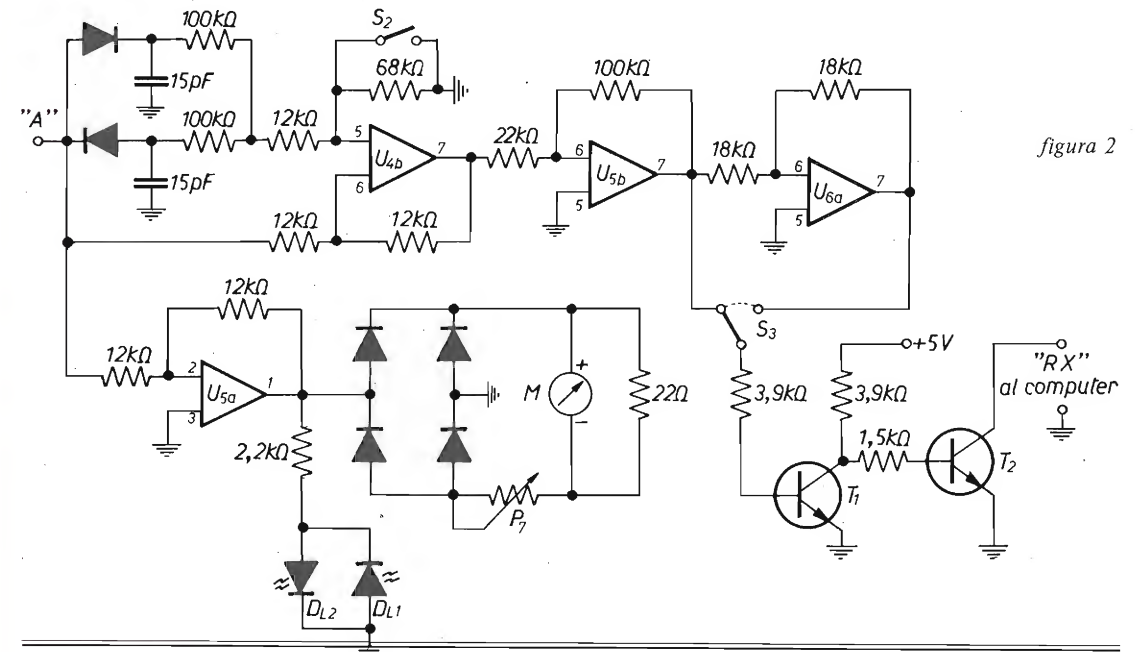 100kΩ
S2
15pF
68kΩ
100kΩ
18kΩ
"A"
100kΩ
12kΩ
5
7
U4b
6
22kΩ
6
7
U5b
5
18kΩ
6
7
U6a
5
figura 2
15pF
12kΩ
12kΩ
12kΩ
S3
+5V
12kΩ
2
1
U5a
3
M
+
-
22Ω
3,9kΩ
3,9kΩ
"RX"
al computer
2,2kΩ
1,5kΩ
P7
T1
T2
DL2
DL1